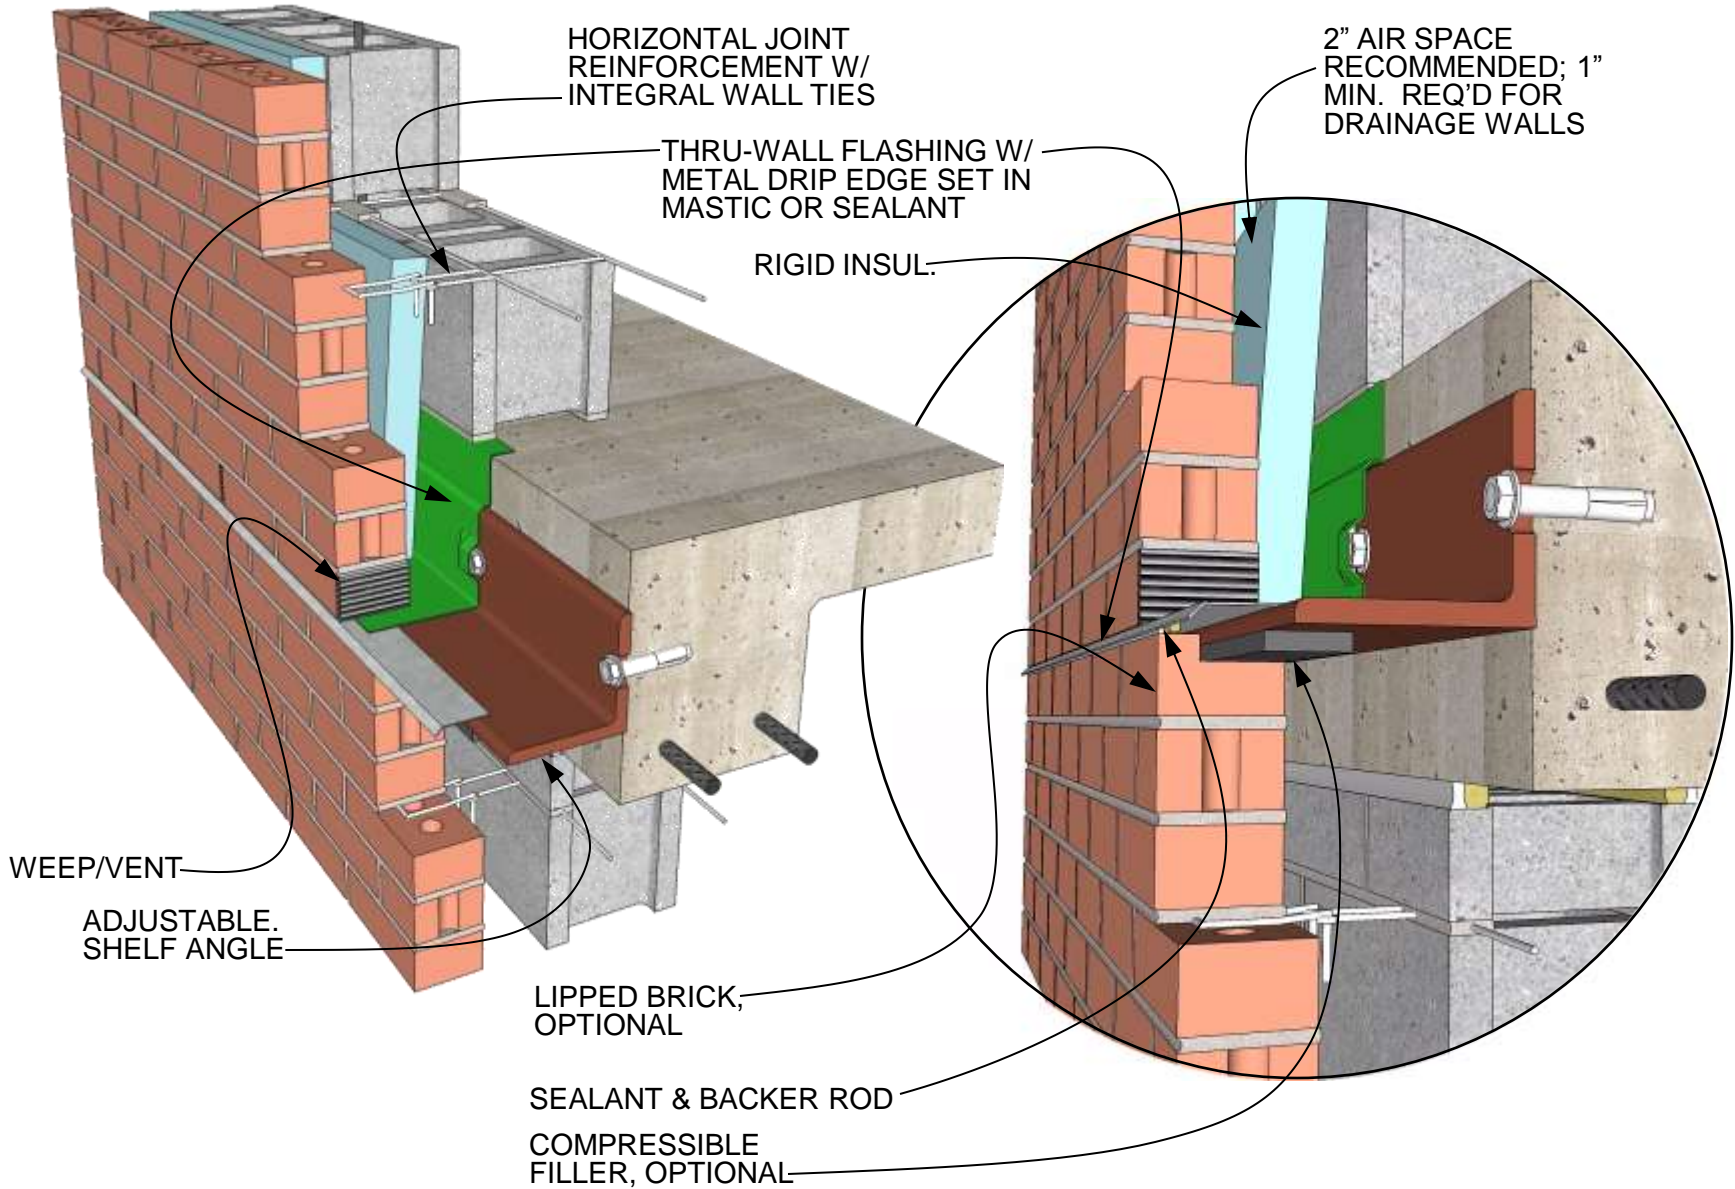 HORIZONTAL JOINT
REINFORCEMENT W/
INTEGRAL WALL TIES
2” AIR SPACE
RECOMMENDED; 1”
MIN. REQ’D FOR
DRAINAGE WALLS
THRU-WALL FLASHING W/
METAL DRIP EDGE SET IN
MASTIC OR SEALANT
RIGID INSUL.
WEEP/VENT
ADJUSTABLE.
SHELF ANGLE
LIPPED BRICK,
OPTIONAL
SEALANT & BACKER ROD
COMPRESSIBLE
FILLER, OPTIONAL